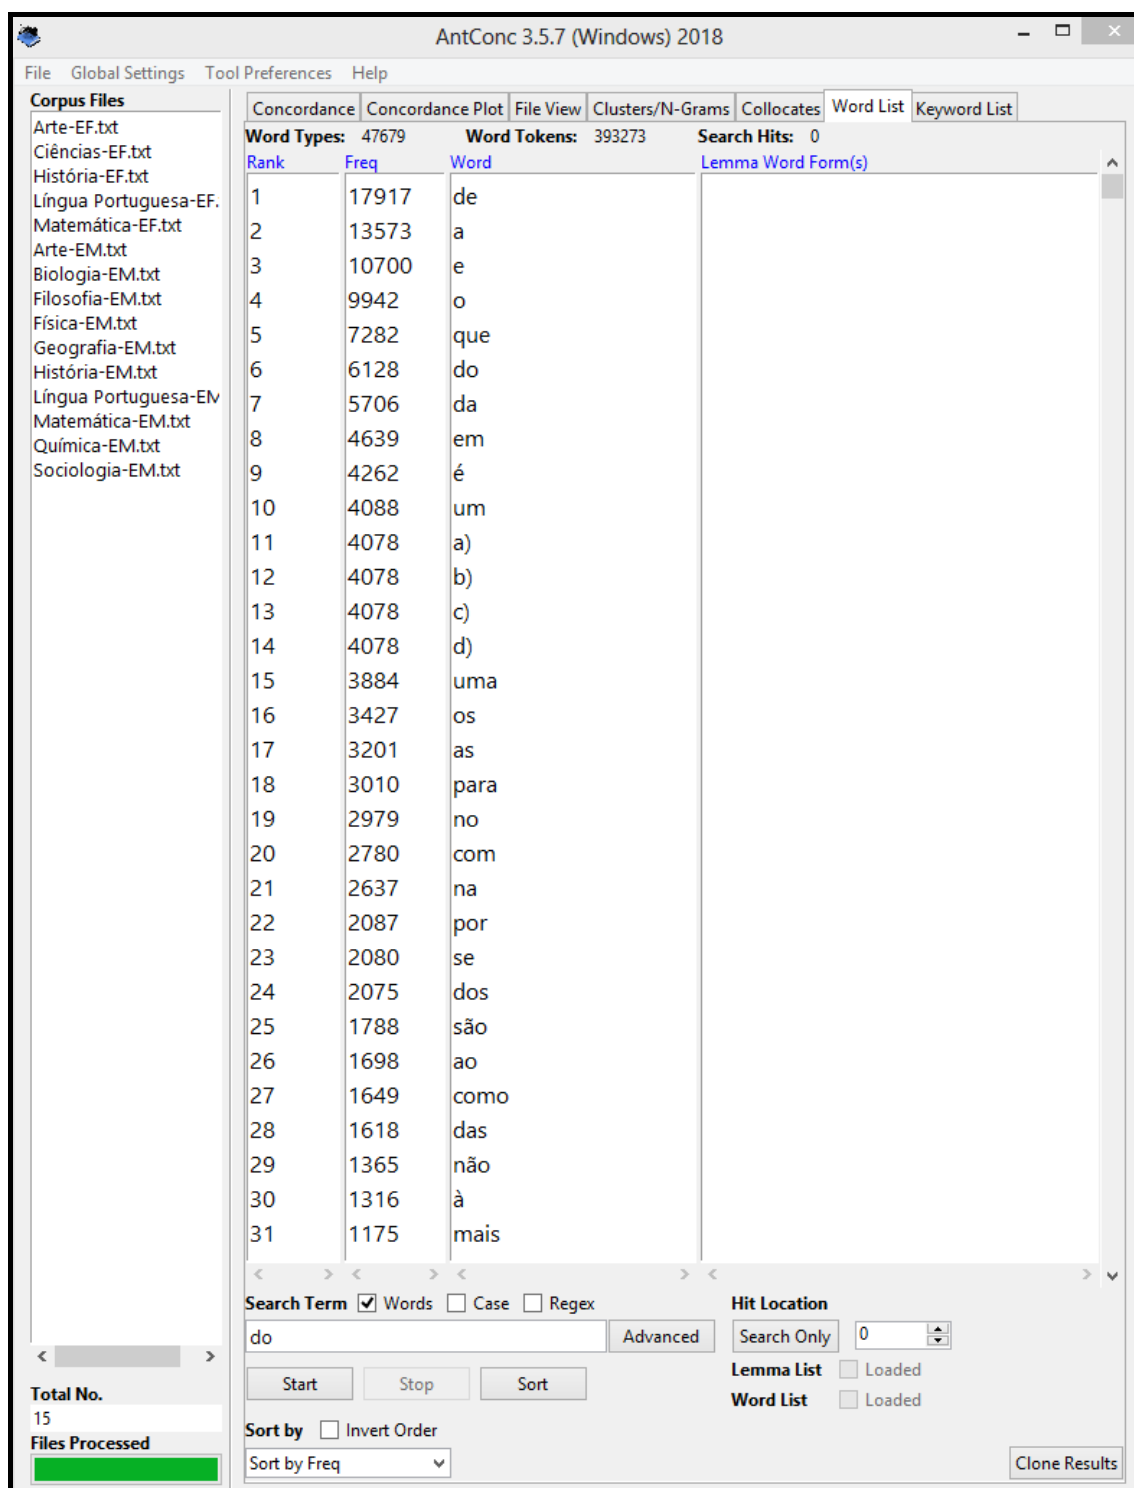 AntConc 3.5.7 (Windows) 2018
File Global Settings Tool Preferences Help
Corpus Files
Arte-EF.txt
Ciências-EF.txt
História-EF.txt
Língua Portuguesa-EF.
Matemática-EF.txt
Arte-EM.txt
Biologia-EM.txt
Filosofia-EM.txt
Física-EM.txt
Geografia-EM.txt
História-EM.txt
Língua Portuguesa-EM
Matemática-EM.txt
Química-EM.txt
Sociologia-EM.txt
Total No.
15
Files Processed
Concordance Concordance Plot File View Clusters/N-Grams Collocates Word List Keyword List
Word Types: 47679 Word Tokens: 393273 Search Hits: 0
Rank Freq Word Lemma Word Form(s)
1 17917 de
2 13573 a
3 10700 e
4 9942 o
5 7282 que
6 6128 do
7 5706 da
8 4639 em
9 4262 é
10 4088 um
11 4078 a)
12 4078 b)
13 4078 c)
14 4078 d)
15 3884 uma
16 3427 os
17 3201 as
18 3010 para
19 2979 no
20 2780 com
21 2637 na
22 2087 por
23 2080 se
24 2075 dos
25 1788 são
26 1698 ao
27 1649 como
28 1618 das
29 1365 não
30 1316 à
31 1175 mais
Search Term Words Case Regex Hit Location
do Advanced Search Only 0
Start Stop Sort
Lemma List Loaded
Word List Loaded
Sort by Invert Order
Sort by Freq Clone Results